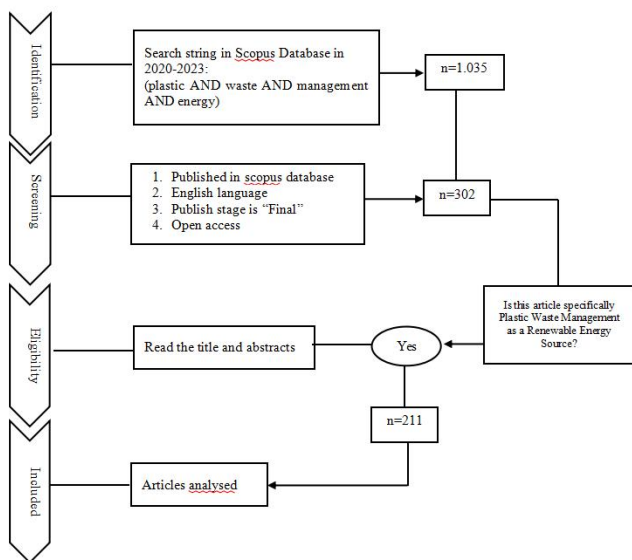 Identification
Search string in Scopus Database in
2020-2023:
(plastic AND waste AND management
AND energy)
n=1.035
Screening
1. Published in scopus database
2. English language
3. Publish stage is “Final”
4. Open access
n=302
Eligibility
Read the title and abstracts
Yes
Is this article specifically
Plastic Waste Management
as a Renewable Energy
Source?
n=211
Included
Articles analysed